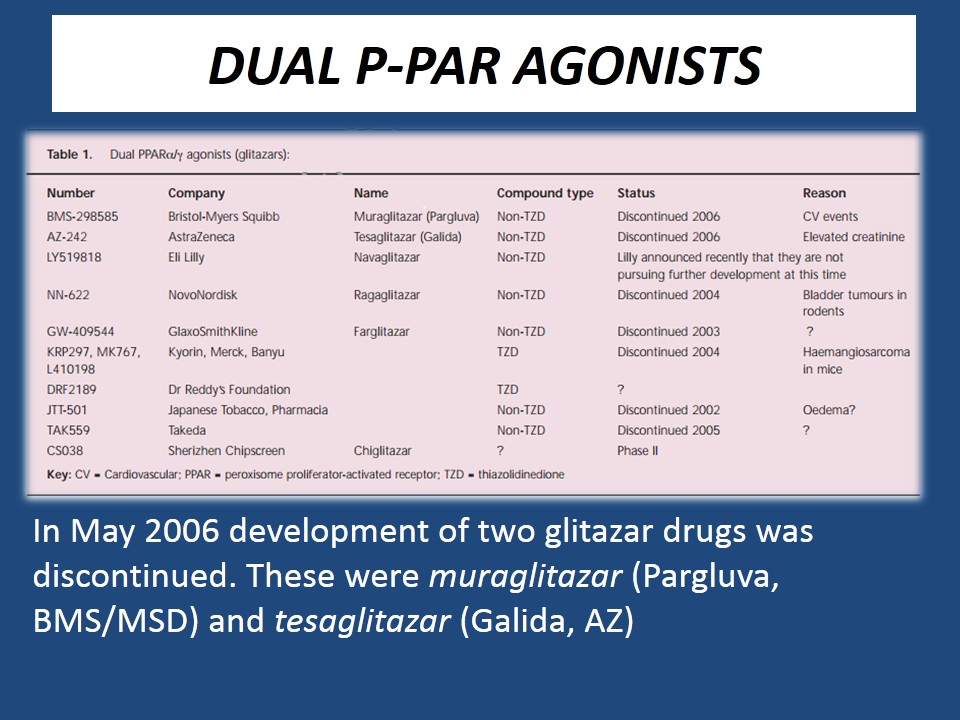 DUAL P-PAR AGONISTS
Table 1. Dual PPARα/γ agonists (glitazars):
Number Company Name Compound type Status Reason
BMS-298585 Bristol-Myers Squibb Muraglitazar (Pargluva) Non-TZD Discontinued 2006 CV events
AZ-242 AstraZeneca Tesaglitazar (Galida) Non-TZD Discontinued 2006 Elevated creatinine
LY519818 Eli Lilly Navaglitazar Non-TZD Lilly announced recently that they are not
pursuing further development at this time
NN-622 NovoNordisk Ragaglitazar Non-TZD Discontinued 2004 Bladder tumours in
rodents
GW-409544 GlaxoSmithKline Farglitazar Non-TZD Discontinued 2003 ?
KRP297, MK767, Kyorin, Merck, Banyu TZD Discontinued 2004 Haemangiosarcoma
L410198 in mice
DRF2189 Dr Reddy's Foundation TZD ?
JTT-501 Japanese Tobacco, Pharmacia Non-TZD Discontinued 2002 Oedema?
TAK559 Takeda Non-TZD Discontinued 2005 ?
CS038 Sherizhen Chipscreen Chiglitazar ? Phase II
Key: CV = Cardiovascular; PPAR = peroxisome proliferator-activated receptor; TZD = thiazolidinedione
In May 2006 development of two glitazar drugs was
discontinued. These were muraglitazar (Pargluva,
BMS/MSD) and tesaglitazar (Galida, AZ)